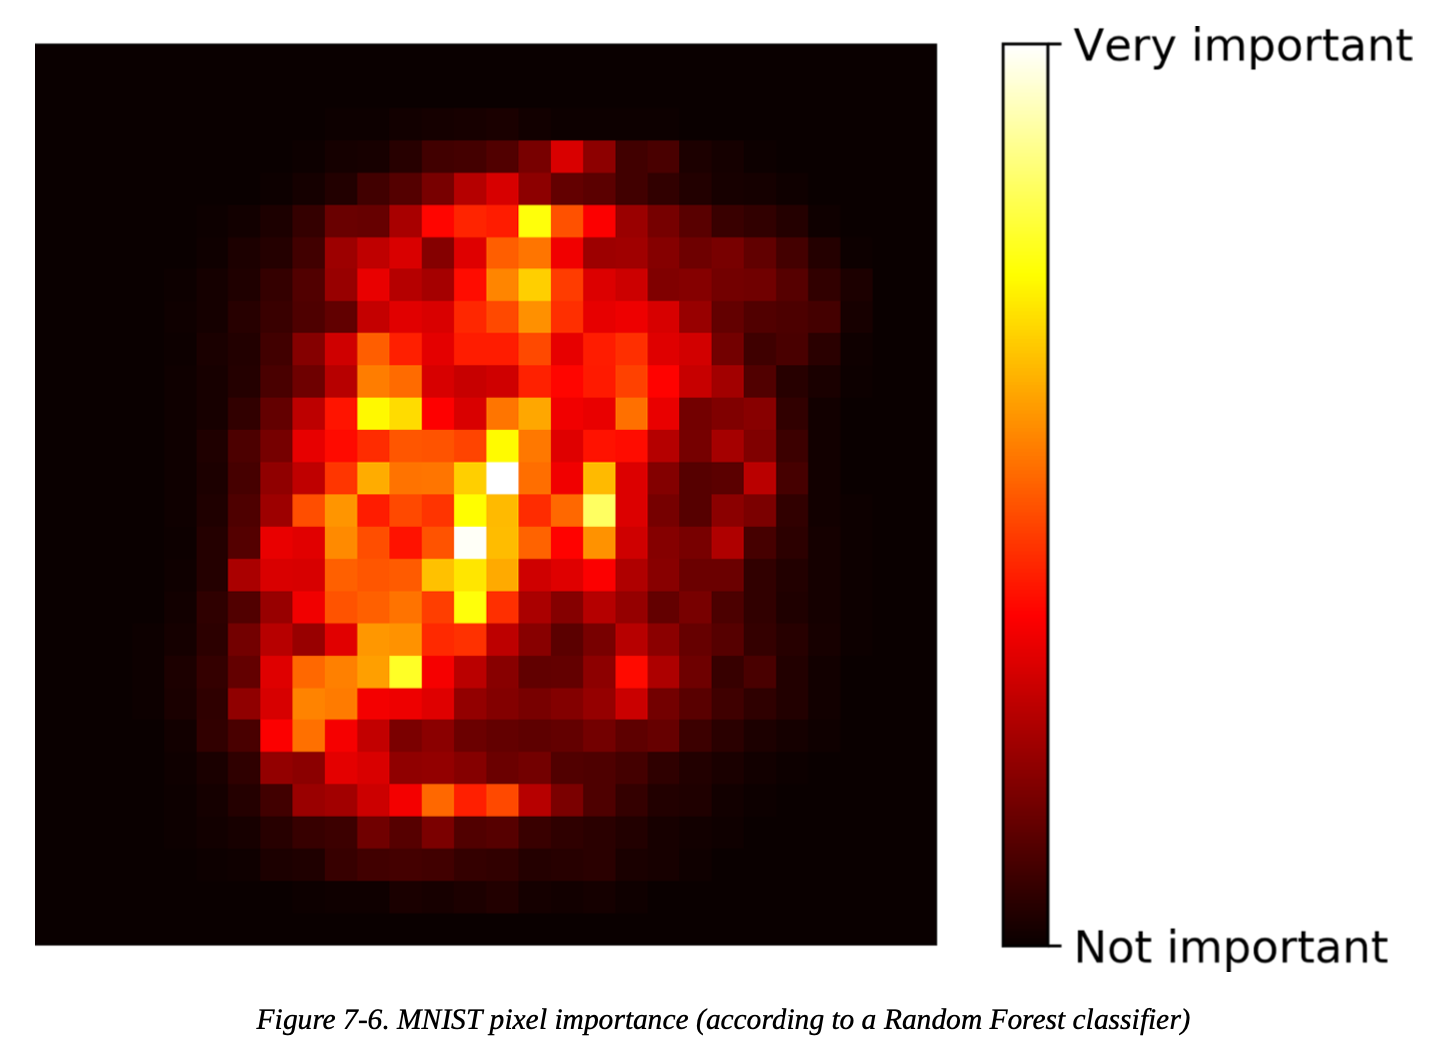 Very important
Not important
Figure 7-6. MNIST pixel importance (according to a Random Forest classifier)